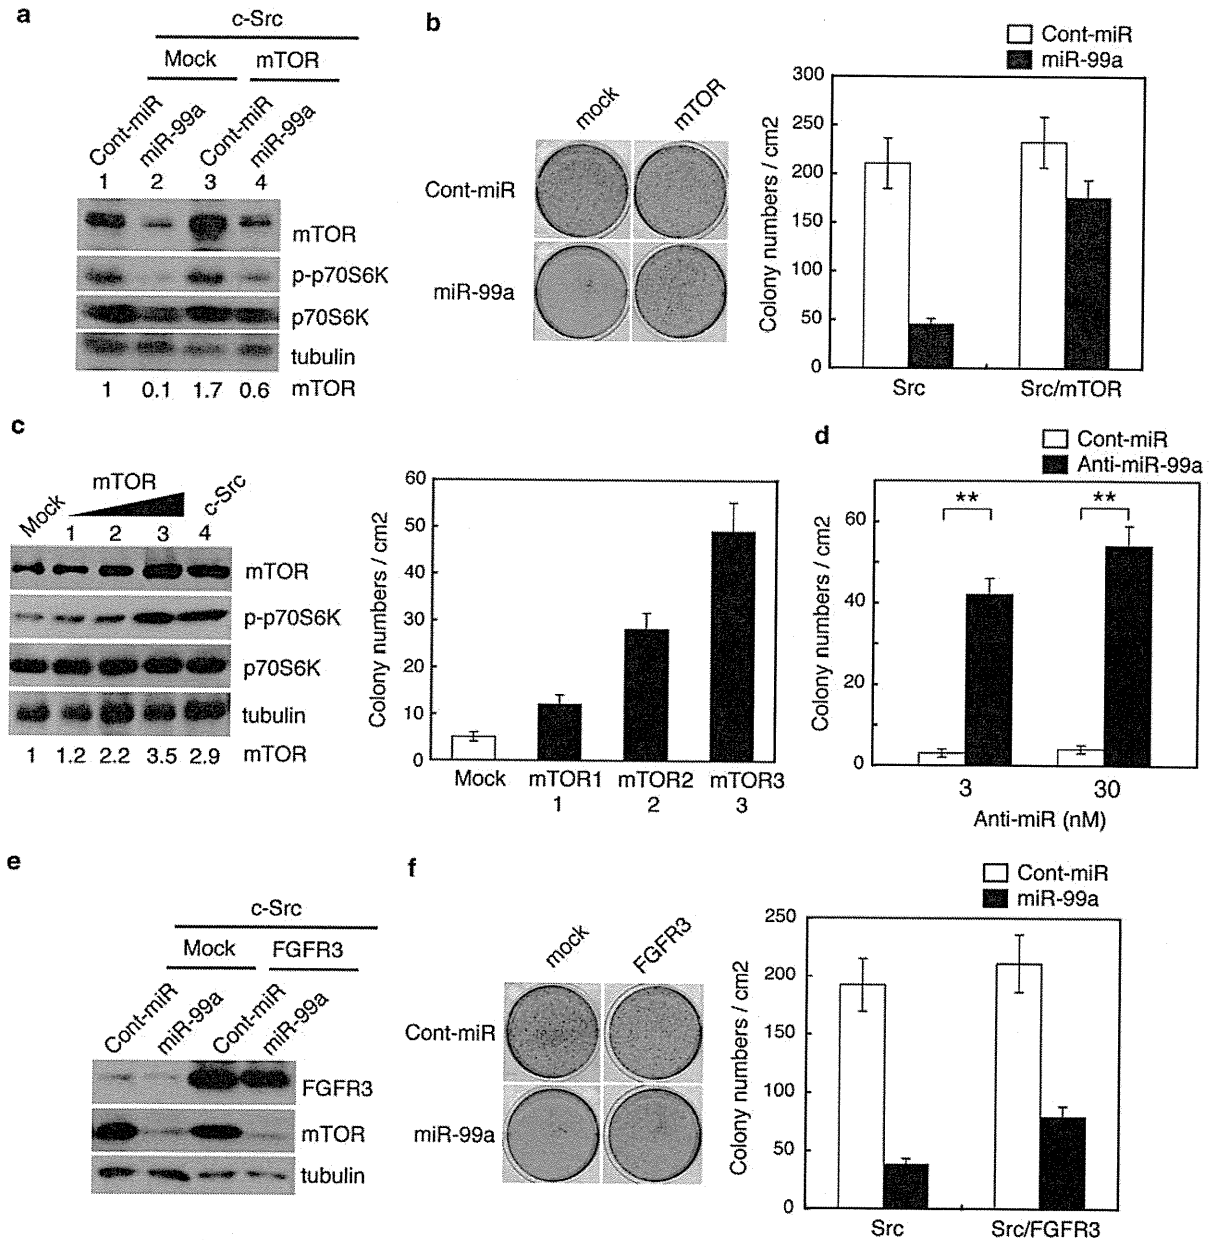 a
c-Src
Mock mTOR
Cont-miR miR-99a Cont-miR miR-99a
1 2 3 4
mTOR
p-p70S6K
p70S6K
tubulin
1 0.1 1.7 0.6 mTOR
b
mock mTOR
Cont-miR
miR-99a
Cont-miR
miR-99a
Colony numbers / cm2
300
250
200
150
100
50
0
Src Src/mTOR
c
mTOR
Mock c-Src
1 2 3 4
mTOR
p-p70S6K
p70S6K
tubulin
1 1.2 2.2 3.5 2.9 mTOR
Colony numbers / cm2
60
50
40
30
20
10
0
Mock mTOR1 mTOR2 mTOR3
1 2 3
d
Cont-miR
Anti-miR-99a
** **
Colony numbers / cm2
60
40
20
0
3 30
Anti-miR (nM)
e
c-Src
Mock FGFR3
Cont-miR miR-99a Cont-miR miR-99a
FGFR3
mTOR
tubulin
f
mock FGFR3
Cont-miR
miR-99a
Cont-miR
miR-99a
Colony numbers / cm2
250
200
150
100
50
0
Src Src/FGFR3